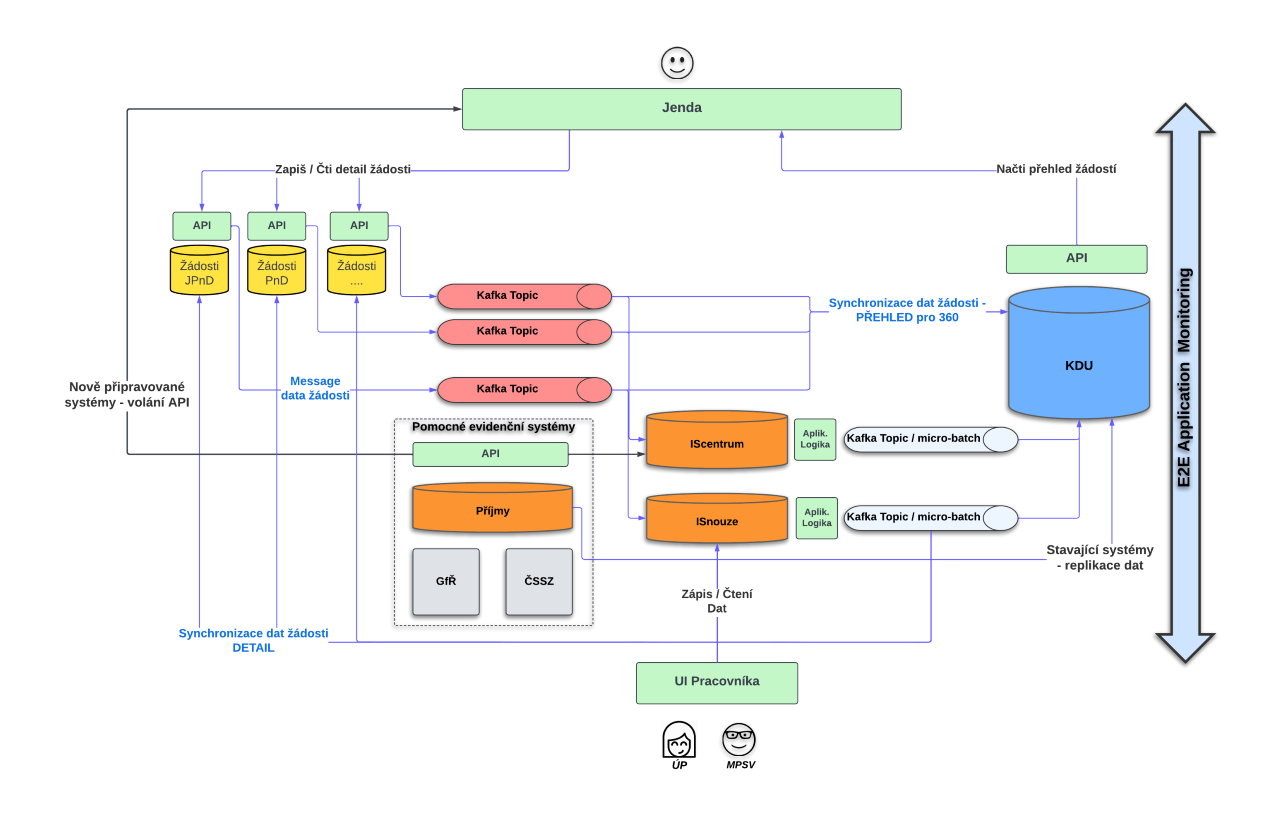 Jenda
Zapiš / Čti detail žádosti
Načti přehled žádostí
API
API
API
Žádosti
JPnD
Žádosti
PnD
Žádosti
....
API
KDU
Kafka Topic
Kafka Topic
Kafka Topic
Synchronizace dat žádosti -
PŘEHLED pro 360
E2E Application Monitoring
Nově připravované
systémy - volání API
Message
data žádosti
Pomocné evidenční systémy
API
Příjmy
GfŘ
ČSSZ
IScentrum
Aplik.
Logika
Kafka Topic / micro-batch
ISnouze
Aplik.
Logika
Kafka Topic / micro-batch
Stavající systémy
- replikace dat
Zápis / Čtení
Dat
Synchronizace dat žádosti
DETAIL
UI Pracovníka
ÚP
MPSV